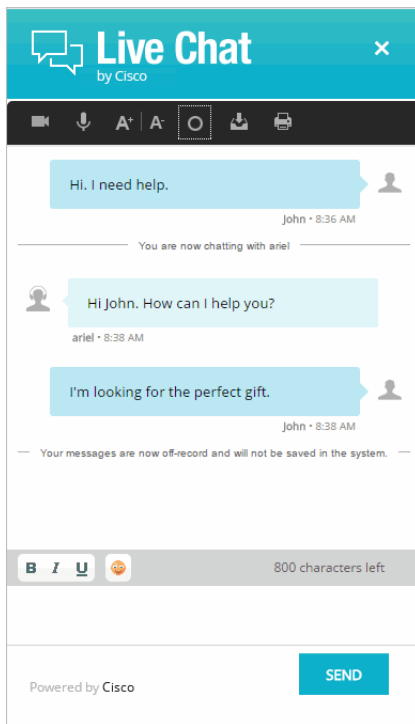 Live Chat
by Cisco
×
A+ | A-
Hi. I need help.
John • 8:36 AM
You are now chatting with ariel
Hi John. How can I help you?
ariel • 8:38 AM
I'm looking for the perfect gift.
John • 8:38 AM
Your messages are now off-record and will not be saved in the system.
B I U 800 characters left
Powered by Cisco
SEND